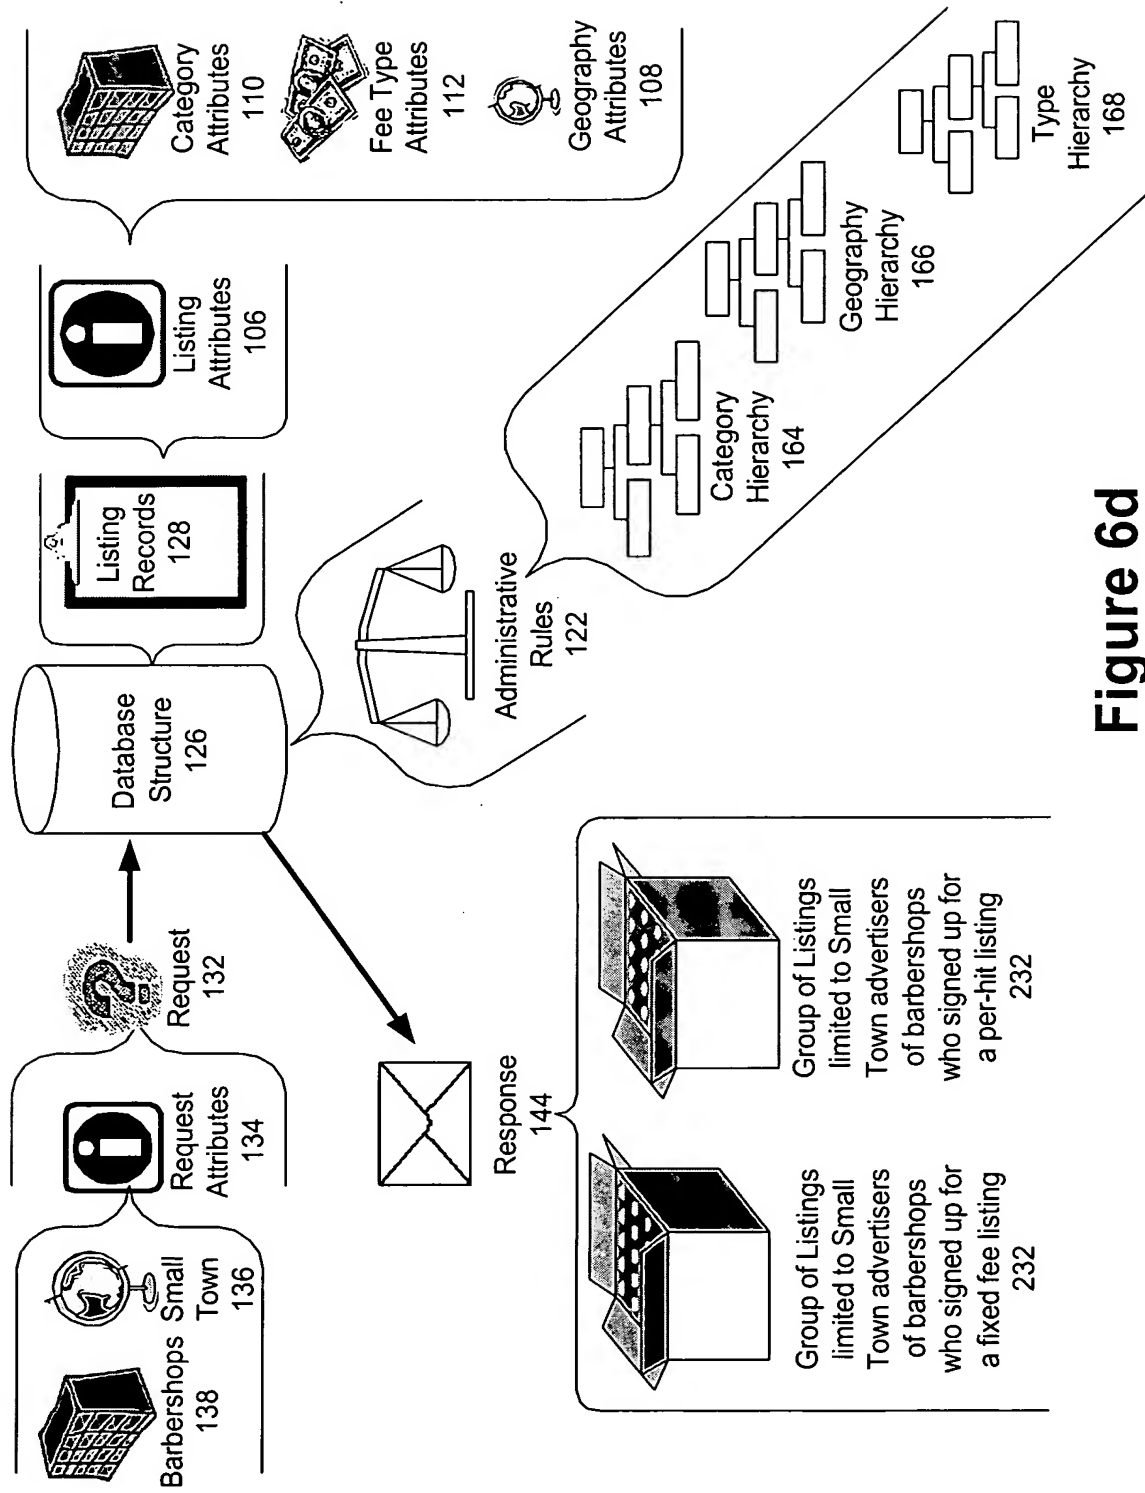 Barbershops
138
Small
Town
136
Request
Attributes
134
Request
132
Database
Structure
126
Listing
Records
128
Listing
Attributes
106
Category
Attributes
110
Fee Type
Attributes
112
Geography
Attributes
108
Administrative
Rules
122
Category
Hierarchy
164
Geography
Hierarchy
166
Type
Hierarchy
168
Response
144
Group of Listings
limited to Small
Town advertisers
of barbershops
who signed up for
a fixed fee listing
232
Group of Listings
limited to Small
Town advertisers
of barbershops
who signed up for
a per-hit listing
232
Figure 6d